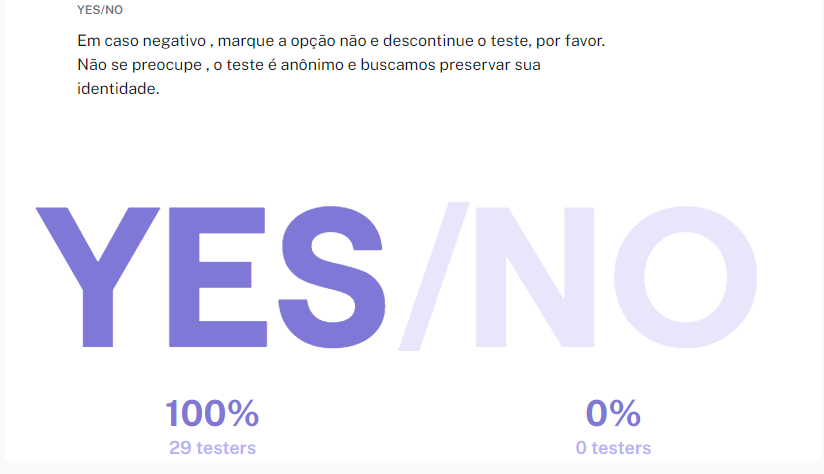 YES/NO
Em caso negativo , marque a opção não e descontinue o teste, por favor.
Não se preocupe , o teste é anônimo e buscamos preservar sua
identidade.
YES/NO
100%
29 testers
0%
0 testers